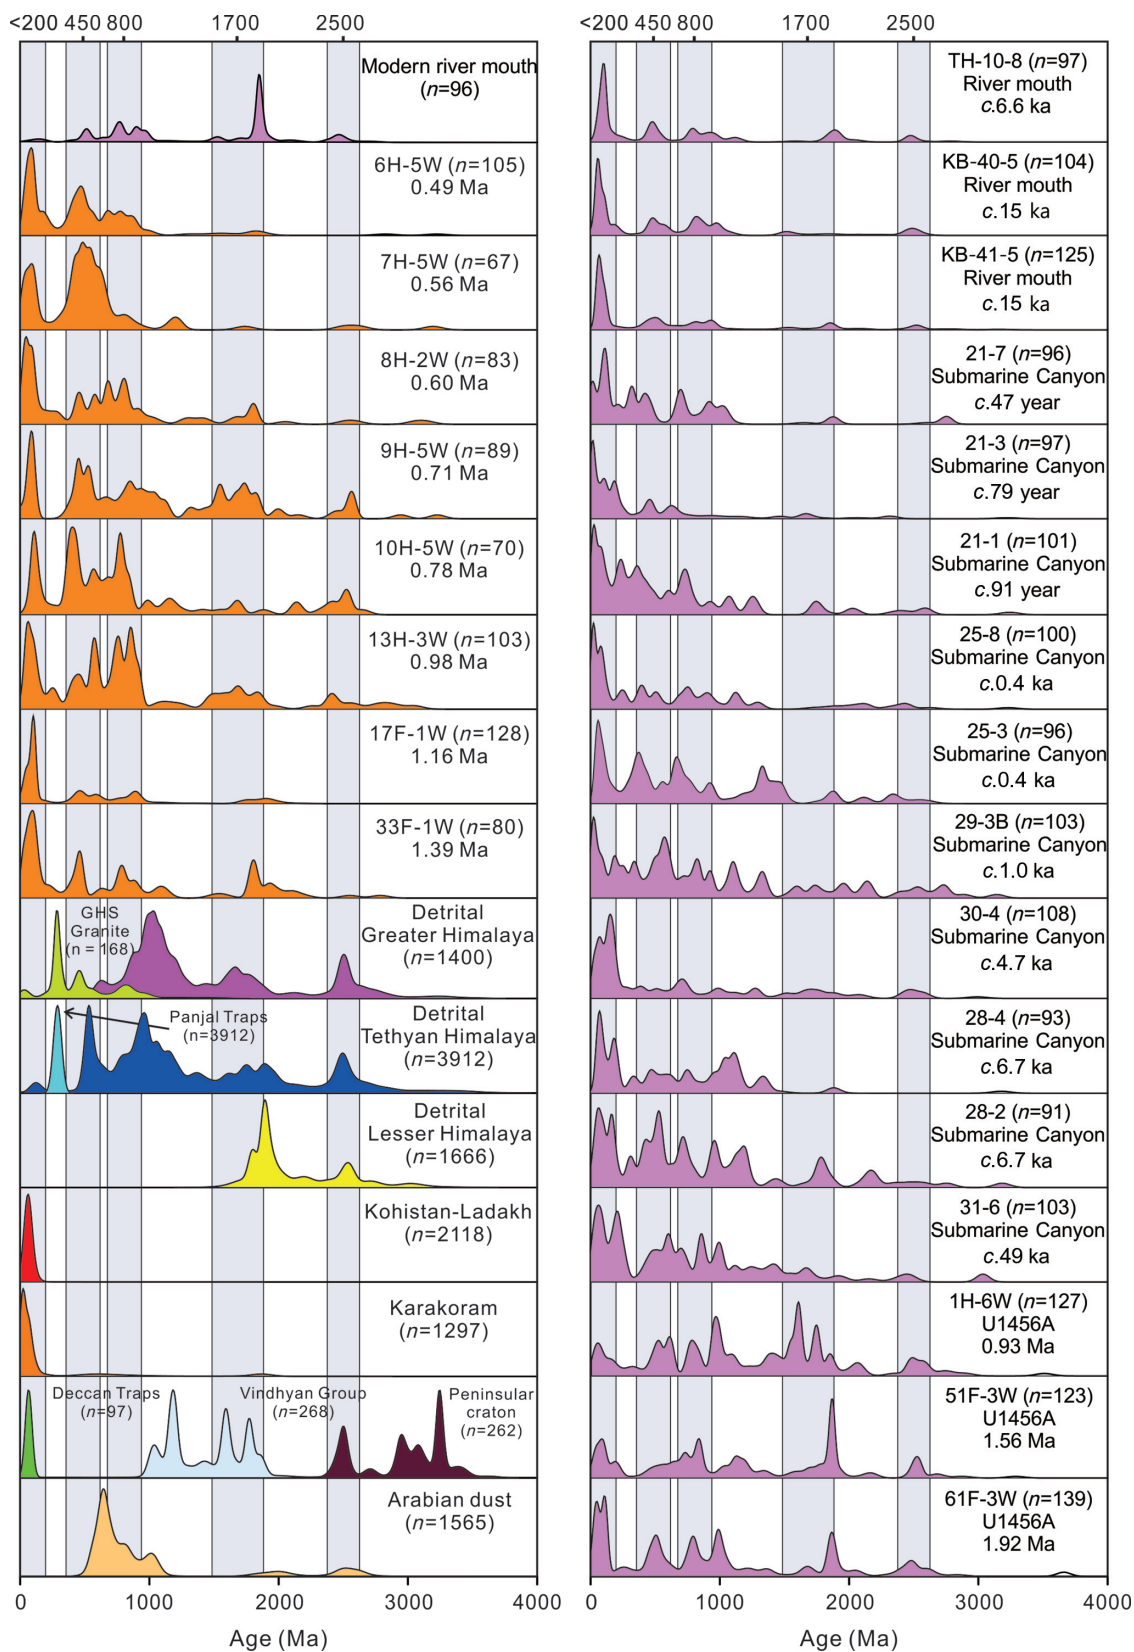 <200 450 800 1700 2500
Modern river mouth
(n=96)
6H-5W (n=105)
0.49 Ma
7H-5W (n=67)
0.56 Ma
8H-2W (n=83)
0.60 Ma
9H-5W (n=89)
0.71 Ma
10H-5W (n=70)
0.78 Ma
13H-3W (n=103)
0.98 Ma
17F-1W (n=128)
1.16 Ma
33F-1W (n=80)
1.39 Ma
GHS
Granite
(n = 168)
Detrital
Greater Himalaya
(n=1400)
Panjal Traps
(n=3912)
Detrital
Tethyan Himalaya
(n=3912)
Detrital
Lesser Himalaya
(n=1666)
Kohistan-Ladakh
(n=2118)
Karakoram
(n=1297)
Deccan Traps
(n=97)
Vindhyan Group
(n=268)
Peninsular
craton
(n=262)
Arabian dust
(n=1565)
0 1000 2000 3000 4000
Age (Ma)
<200 450 800 1700 2500
TH-10-8 (n=97)
River mouth
c.6.6 ka
KB-40-5 (n=104)
River mouth
c.15 ka
KB-41-5 (n=125)
River mouth
c.15 ka
21-7 (n=96)
Submarine Canyon
c.47 year
21-3 (n=97)
Submarine Canyon
c.79 year
21-1 (n=101)
Submarine Canyon
c.91 year
25-8 (n=100)
Submarine Canyon
c.0.4 ka
25-3 (n=96)
Submarine Canyon
c.0.4 ka
29-3B (n=103)
Submarine Canyon
c.1.0 ka
30-4 (n=108)
Submarine Canyon
c.4.7 ka
28-4 (n=93)
Submarine Canyon
c.6.7 ka
28-2 (n=91)
Submarine Canyon
c.6.7 ka
31-6 (n=103)
Submarine Canyon
c.49 ka
1H-6W (n=127)
U1456A
0.93 Ma
51F-3W (n=123)
U1456A
1.56 Ma
61F-3W (n=139)
U1456A
1.92 Ma
0 1000 2000 3000 4000
Age (Ma)